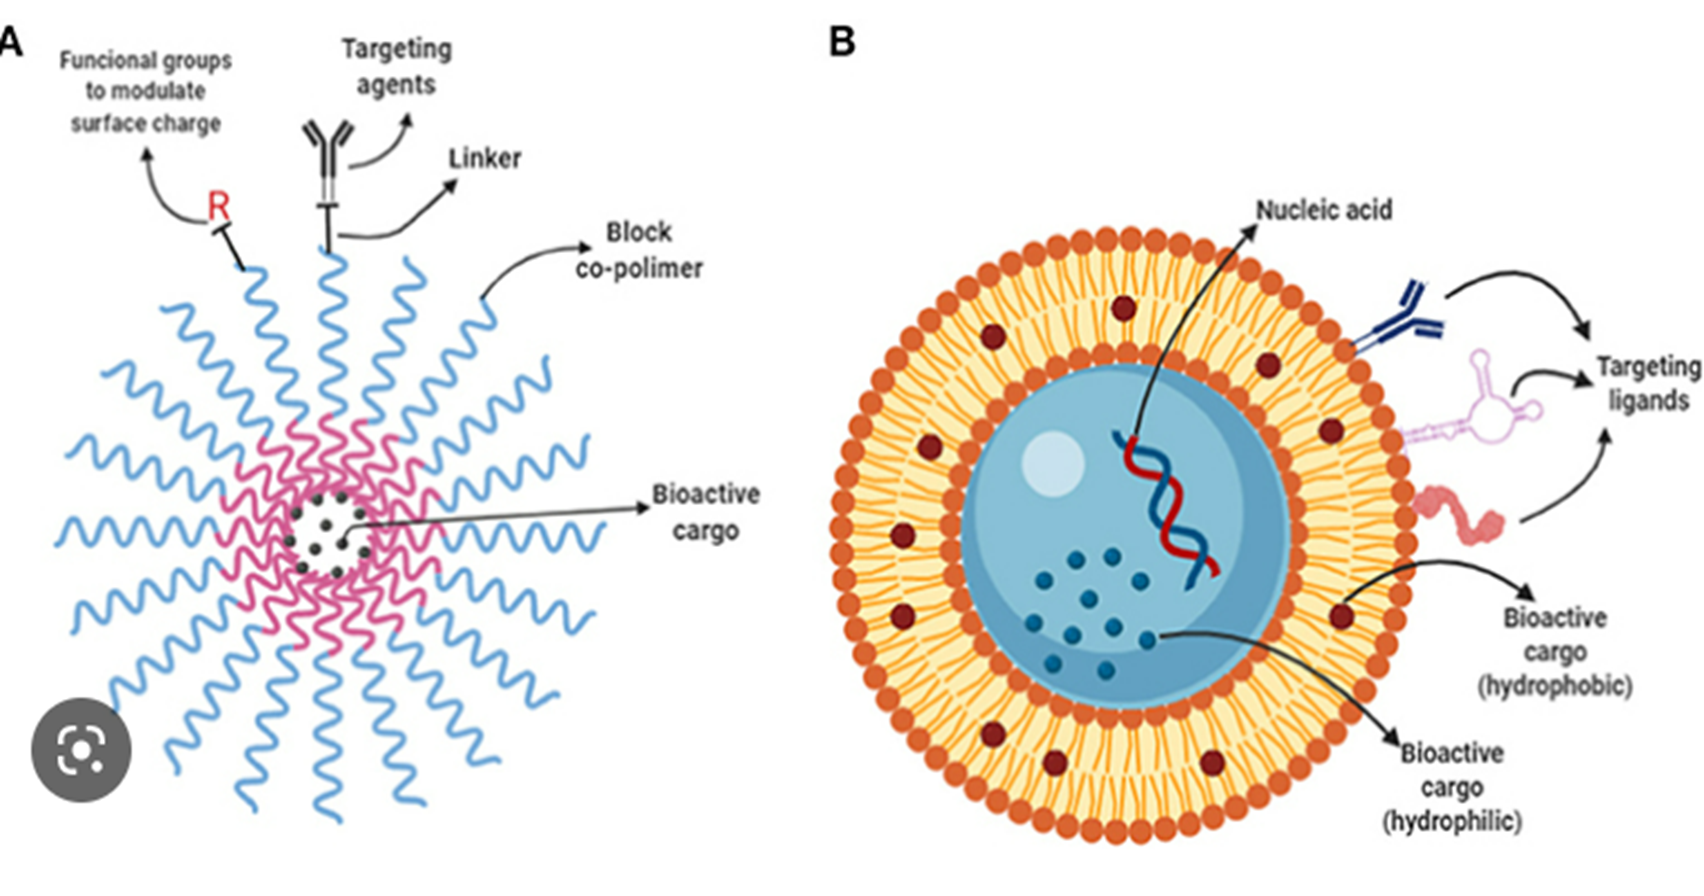 A
Funcional groups
to modulate
surface charge
Targeting
agents
Linker
R
Block
co-polimer
Bioactive
cargo
B
Nucleic acid
Targeting
ligands
Bioactive
cargo
(hydrophobic)
Bioactive
cargo
(hydrophilic)